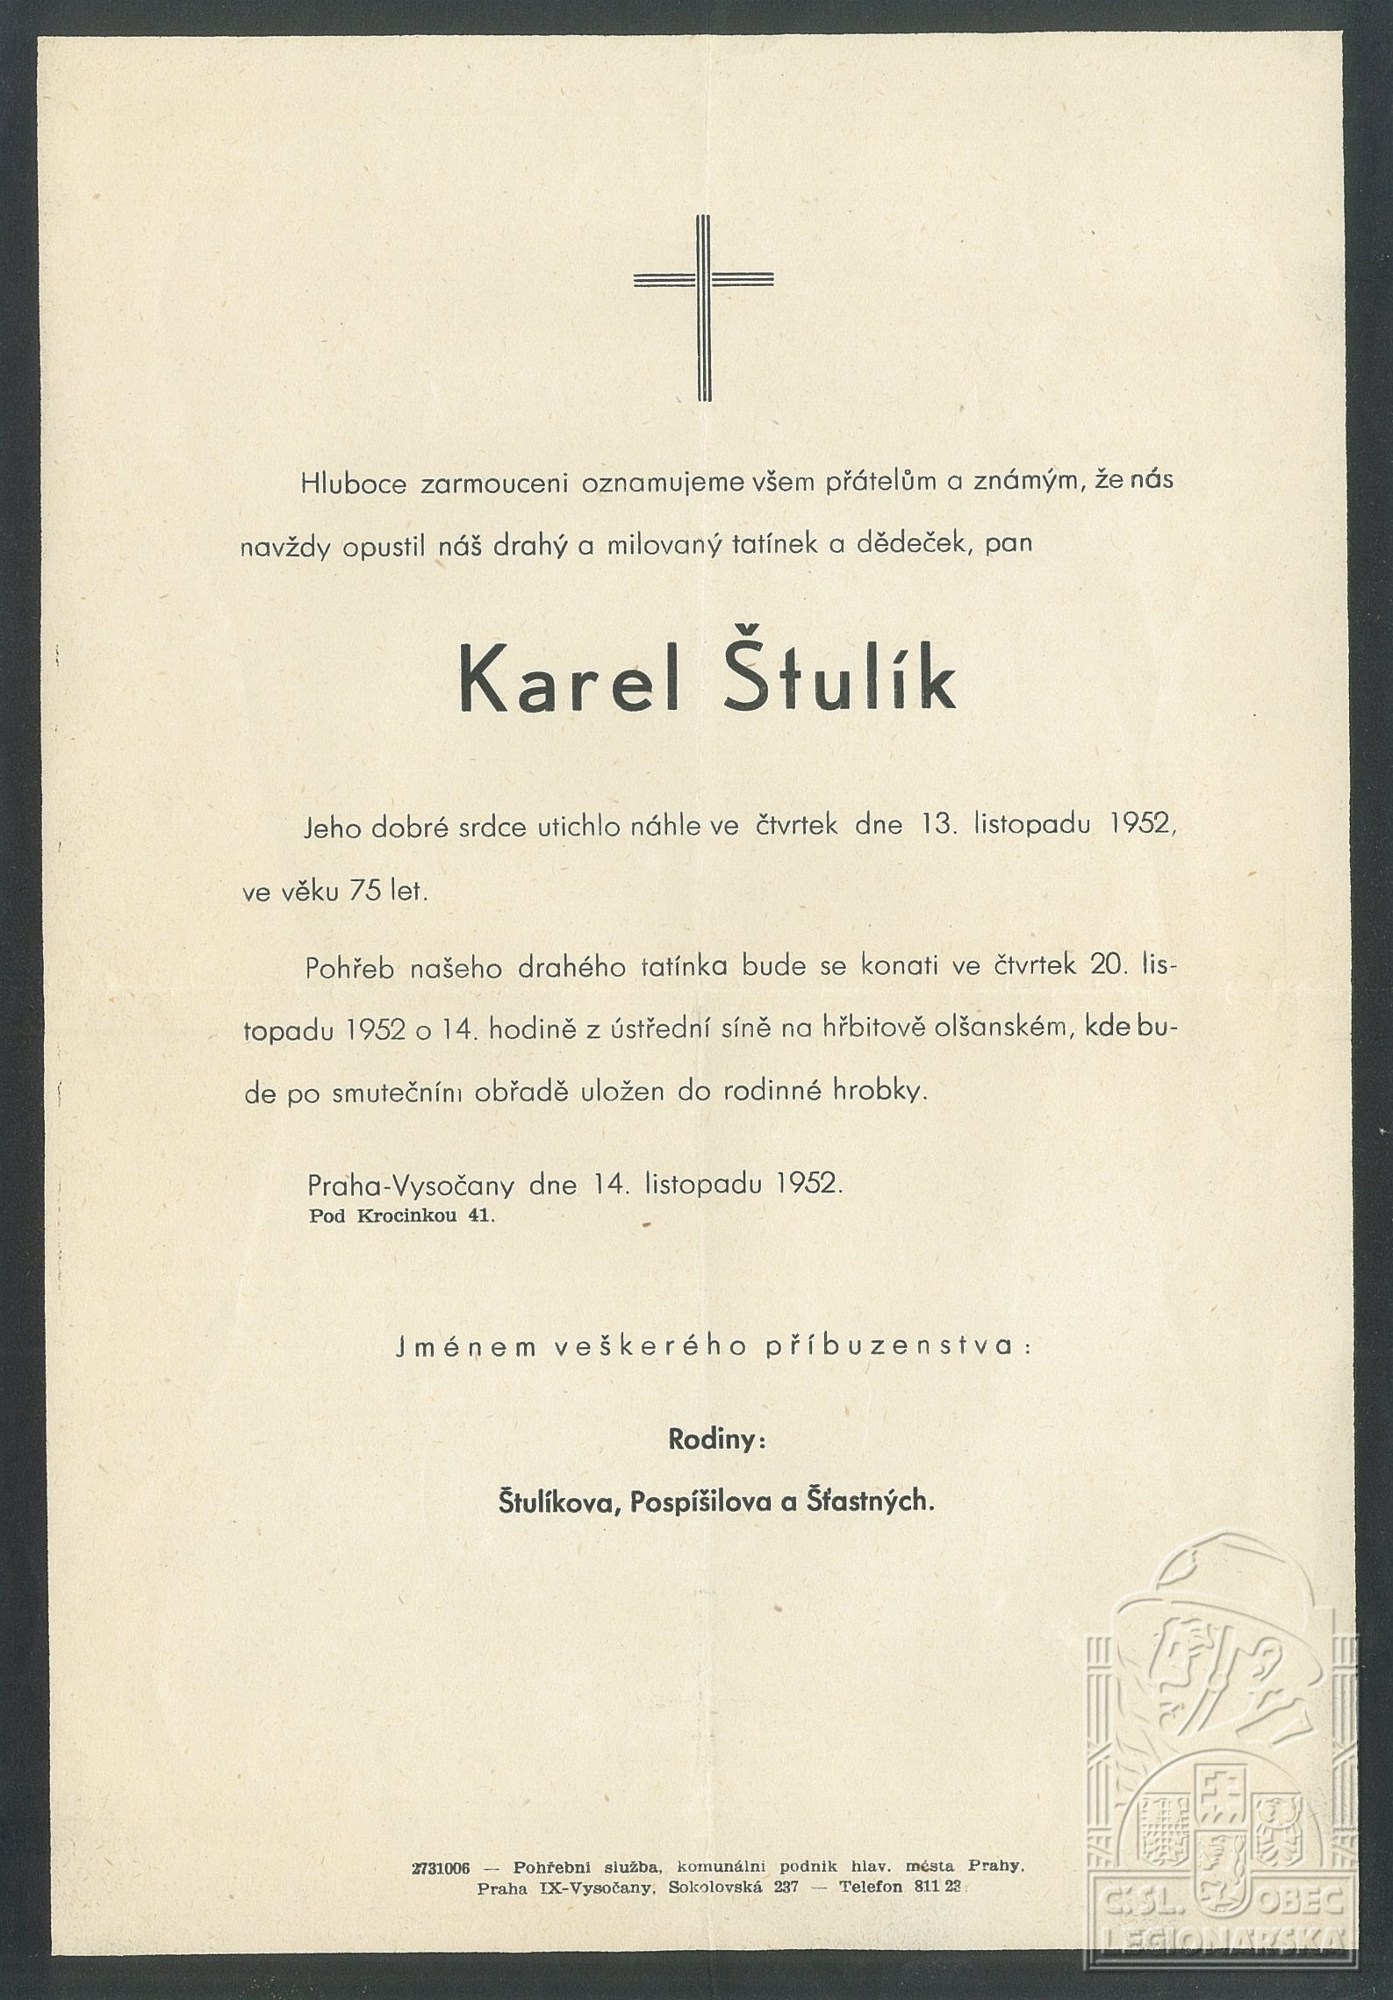 Hluboce zarmouceni oznamujeme všem přátelům a známým, že nás
navždy opustil náš drahý a milovaný tatínek a dědeček, pan
Karel Štulík
Jeho dobré srdce utichlo náhle ve čtvrtek dne 13. listopadu 1952,
ve věku 75 let.
Pohřeb našeho drahého tatínka bude se konati ve čtvrtek 20. lis-
topadu 1952 o 14. hodině z ústřední síně na hřbitově olšanském, kde bu-
de po smutečním obřadě uložen do rodinné hrobky.
Praha-Vysočany dne 14. listopadu 1952.
Pod Krocinkou 41.
Jménem veškerého příbuzenstva:
Rodiny:
Štulíkova, Pospíšilova a Šťastných.
2731006 — Pohřební služba, komunální podnik hlav. města Prahy.
Praha IX-Vysočany, Sokolovská 237 — Telefon 811 23
Č.SL. OBEC
LEGIONÁŘSKÁ